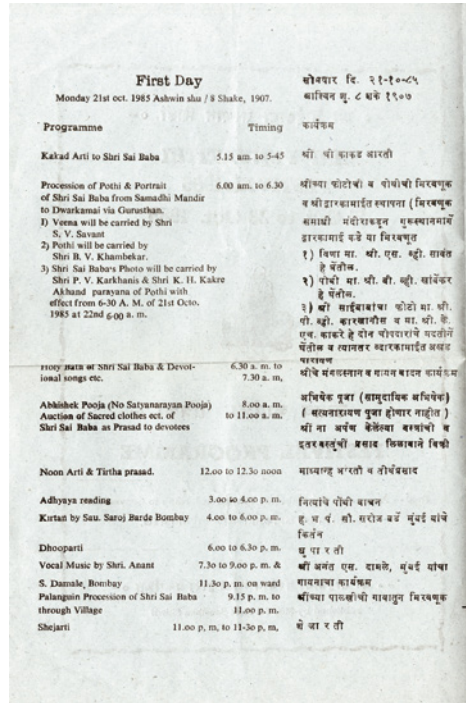 First Day
Monday 21st oct. 1985 Ashwin shu / 8 Shake, 1907.
Programme Timing
Kakad Arti to Shri Sai Baba 5.15 am. to 5-45
Procession of Pothi & Portrait 6.00 am. to 6.30
of Shri Sai Baba from Samadhi Mandir
to Dwarkamai via Gurusthan.
1) Veena will be carried by Shri
S. V. Savant
2) Pothi will be carried by
Shri B. V. Khambekar.
3) Shri Sai Baba's Photo will be carried by
Shri P. V. Karkhanis & Shri K. H. Kakre
Akhand parayana of Pothi with
effect from 6-30 A. M. of 21st Octo.
1985 at 22nd 6-00 a. m.
Holy Bata of Shri Sai Baba & Devot- 6.30 a. m. to
ional songs etc. 7.30 a. m,
Abhishek Pooja (No Satyanarayan Pooja) 8.00 a. m.
Auction of Sacred clothes ect. of to 11.00 a. m.
Shri Sai Baba as Prasad to devotees
Noon Arti & Tirtha prasad. 12.00 to 12.30 noon
Adhyaya reading 3.00 to 4.00 p. m.
Kirtan by Sau. Saroj Barde Bombay 4.00 to 6.00 p. m.
Dhooparti 6.00 to 6.30 p. m.
Vocal Music by Shri. Anant 7.30 to 9.00 p. m. &
S. Damale, Bombay 11.30 p. m. on ward
Palanquin Procession of Shri Sai Baba 9.15 p. m. to
through Village 11.00 p. m.
Shejarti 11.00 p, m, to 11-30 p, m,
सोमवार दि. २१-१०-८५
आश्विन शु. ८ शके १९०७
कार्यक्रम
श्रीं ची काकड आरती
श्रींच्या फोटोची व पोथीची मिरवणूक
व श्री द्वारकामाईत स्थापना ( मिरवणूक
समाधी मंदीराकडून गुरुस्थानमार्गे
द्वारकामाई कडे या मिरवणूत
१) विणा मा. श्री. एस. व्ही. सावंत
हे घेतील.
२) पोथी मा. श्री. बी. व्ही. खांबेकर
हे घेतील.
३) श्री साईबाबांचा फोटो मा. श्री.
पी. व्ही. कारखानीस व मा. श्री. के.
एच. काकरे हे दोन चोपदारांचे मदतीने
घेतील व त्यानंतर व्दारकामाईत अखंड
पारायण
श्रीचे मंगलस्नान व गायन वादन कार्यक्रम
अभिषेक पुजा (सामुदायिक अभिषेक)
( सत्यनारायण पुजा होणार नाहीत )
श्रीं ना अर्पण केलेल्या वस्त्रांची व
इतर वस्तुंची प्रसाद लिळावाने विक्री
माध्यान्ह आरती व तीर्थप्रसाद
नित्याचे पोथी वाचन
ह. भ. पं. सौ. सरोज बर्डे मुंबई यांचे
किर्तन
धु पा र ती
श्रीं अनंत एस. दामले, मुंबई यांचा
गायनाचा कार्यक्रम
श्रींच्या पालखीची गावातुन मिरवणूक
शे जा र ती